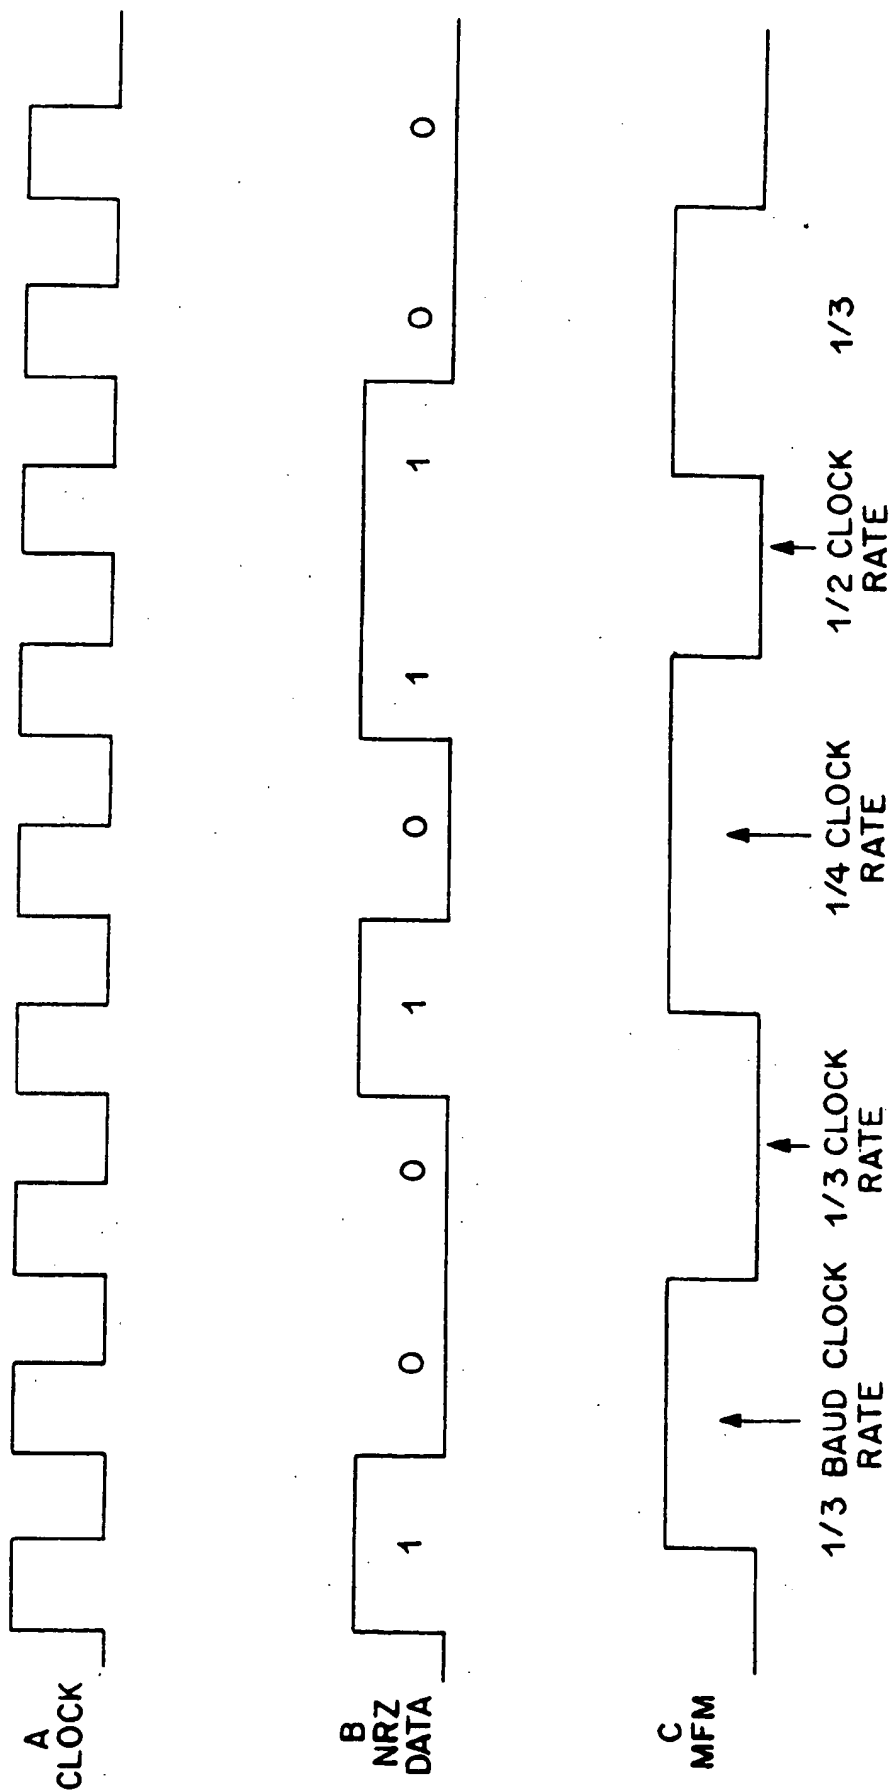 A
CLOCK
B
NRZ
DATA
1 0 0 1 0 1 1 0 0
C
MFM
1/3 BAUD CLOCK
RATE
1/3 CLOCK
RATE
1/4 CLOCK
RATE
1/2 CLOCK
RATE
1/3